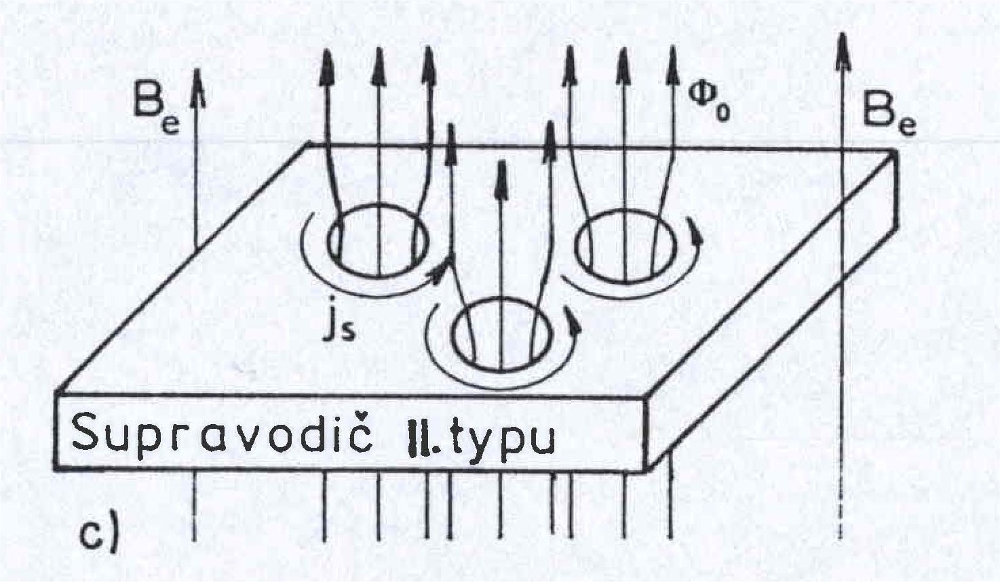 Bₑ
Φ₀
Bₑ
jₛ
Supravodič II. typu
c)